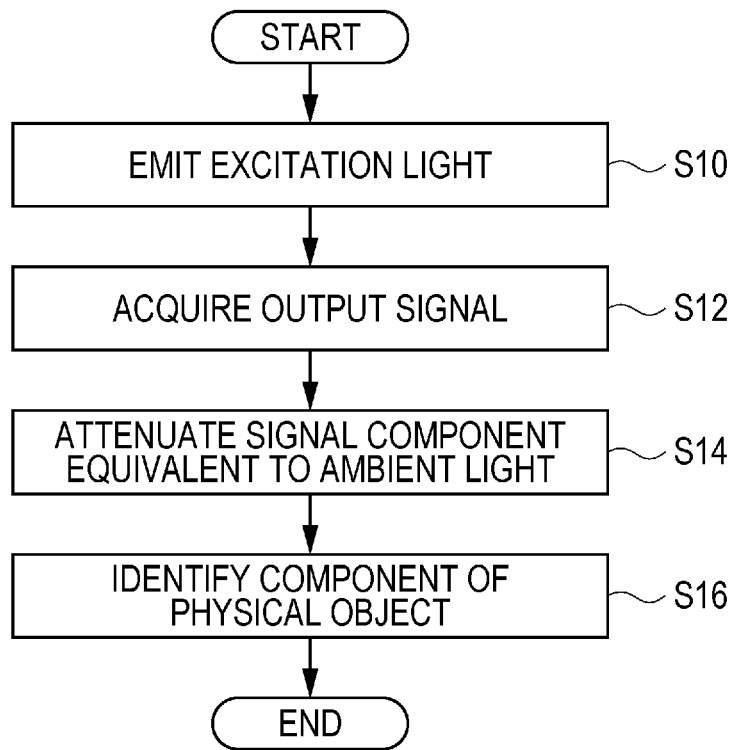 START
EMIT EXCITATION LIGHT
S10
ACQUIRE OUTPUT SIGNAL
S12
ATTENUATE SIGNAL COMPONENT
EQUIVALENT TO AMBIENT LIGHT
S14
IDENTIFY COMPONENT OF
PHYSICAL OBJECT
S16
END